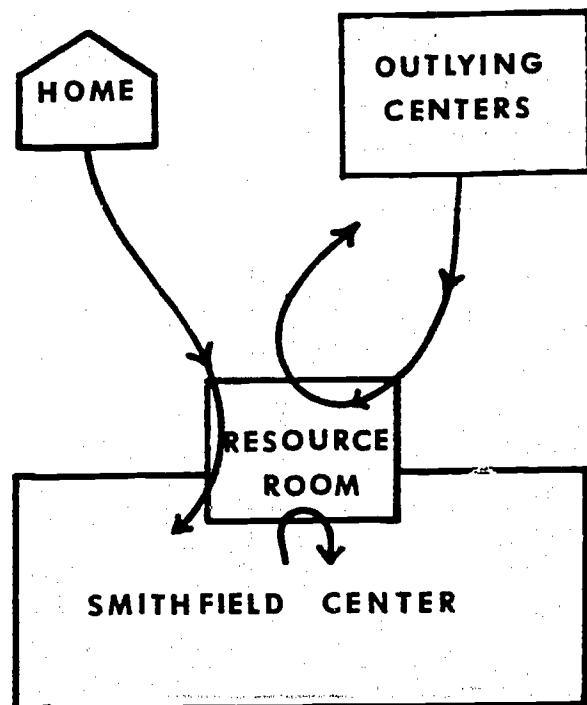 HOME
OUTLYING
CENTERS
RESOURCE
ROOM
SMITHFIELD CENTER